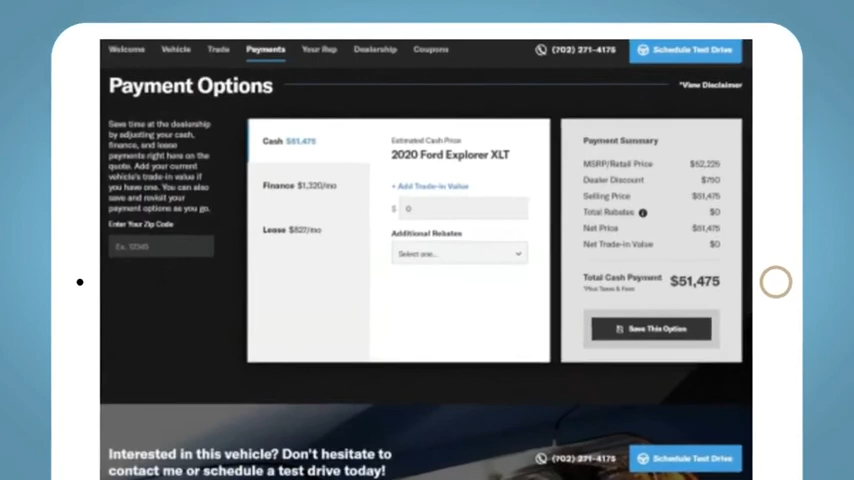 Welcome Vehicle Trade Payments Your Rep Dealership Coupons (702) 271-4175 Schedule Test Drive
Payment Options
*View Disclaimer
Save time at the dealership
by adjusting your cash,
finance, and lease
payments right here on the
quote. Add your current
vehicle's trade-in value if
you have one. You can also
save and revisit your
payment options as you go.
Enter Your Zip Code
Ex. 12345
Cash $51,475
Finance $1,320/mo
Lease $827/mo
Estimated Cash Price
2020 Ford Explorer XLT
+ Add Trade-in Value
$ 0
Additional Rebates
Select one...
Payment Summary
MSRP/Retail Price $52,225
Dealer Discount $750
Selling Price $51,475
Total Rebates i $0
Net Price $51,475
Net Trade-in Value $0
Total Cash Payment $51,475
*Plus Taxes & Fees
Save This Option
Interested in this vehicle? Don't hesitate to
contact me or schedule a test drive today!
(702) 271-4175 Schedule Test Drive